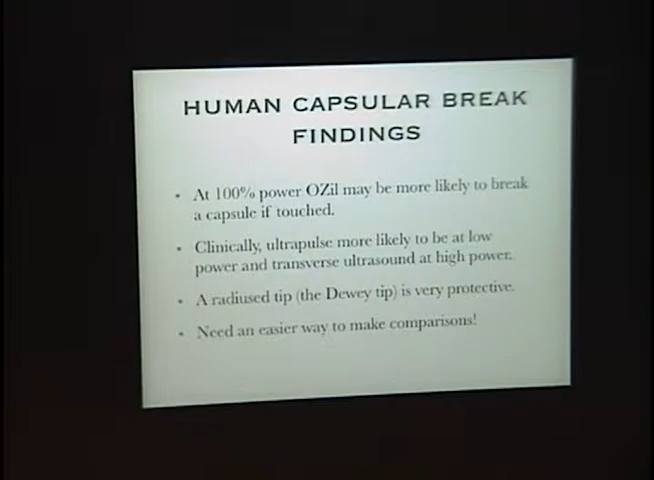 HUMAN CAPSULAR BREAK
FINDINGS
• At 100% power OZil may be more likely to break
a capsule if touched.
• Clinically, ultrapulse more likely to be at low
power and transverse ultrasound at high power.
• A radiused tip (the Dewey tip) is very protective.
• Need an easier way to make comparisons!